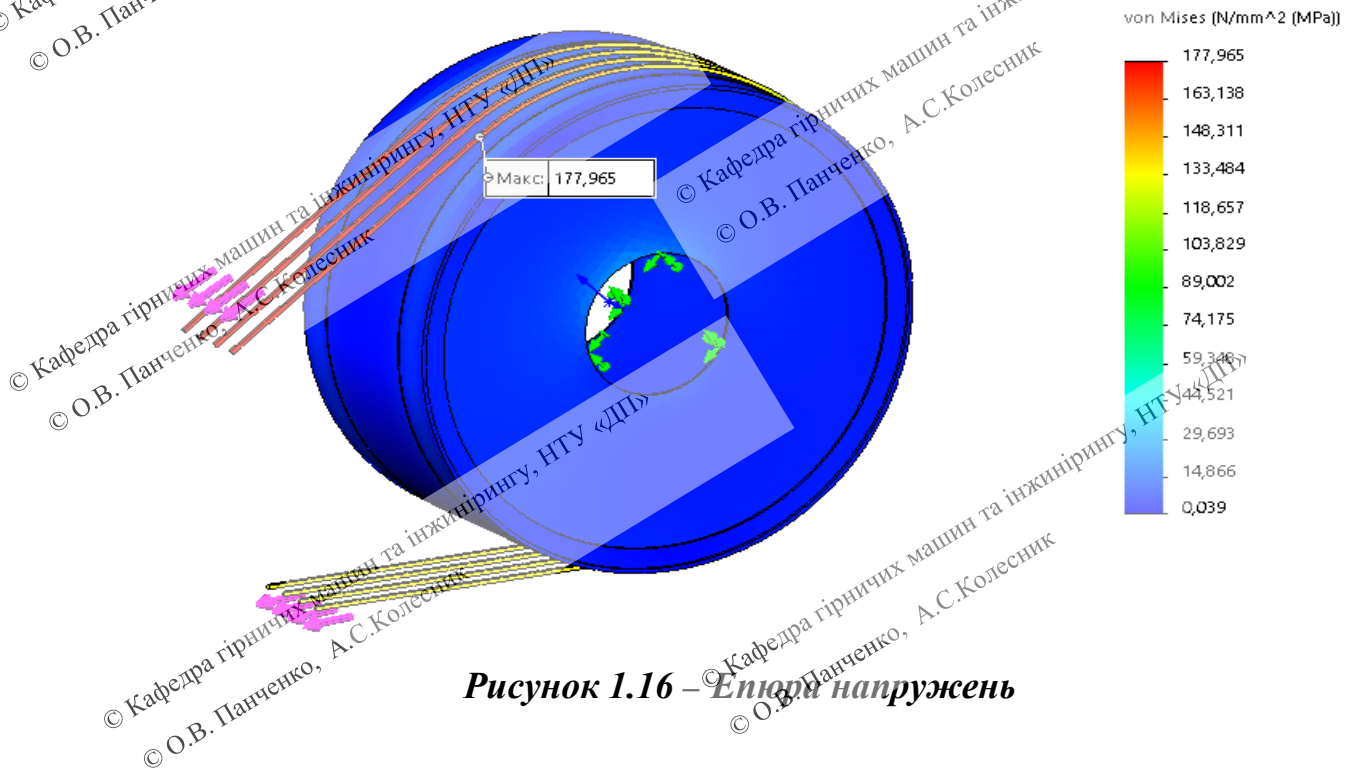 von Mises (N/mm^2 (MPa))
177,965
163,138
148,311
133,484
118,657
103,829
89,002
74,175
59,348
44,521
29,693
14,866
0,039
Макс: 177,965
© О.В. Панченко
© Кафедра гірничих машин та інжинірингу, НТУ «ДП»
© О.В. Панченко, А.С.Колесник
© Кафедра гірничих машин та інж
© О.В. Панченко, А.С.Колесник
© Кафедра гірничих машин та інжинірингу, НТУ «ДП»
© О.В. Панченко, А.С.Колесник
© Кафедра гірничих машин та інжинірингу, НТУ «ДП»
© О.В. Панченко, А.С.Колесник
Рисунок 1.16 – Епюра напружень